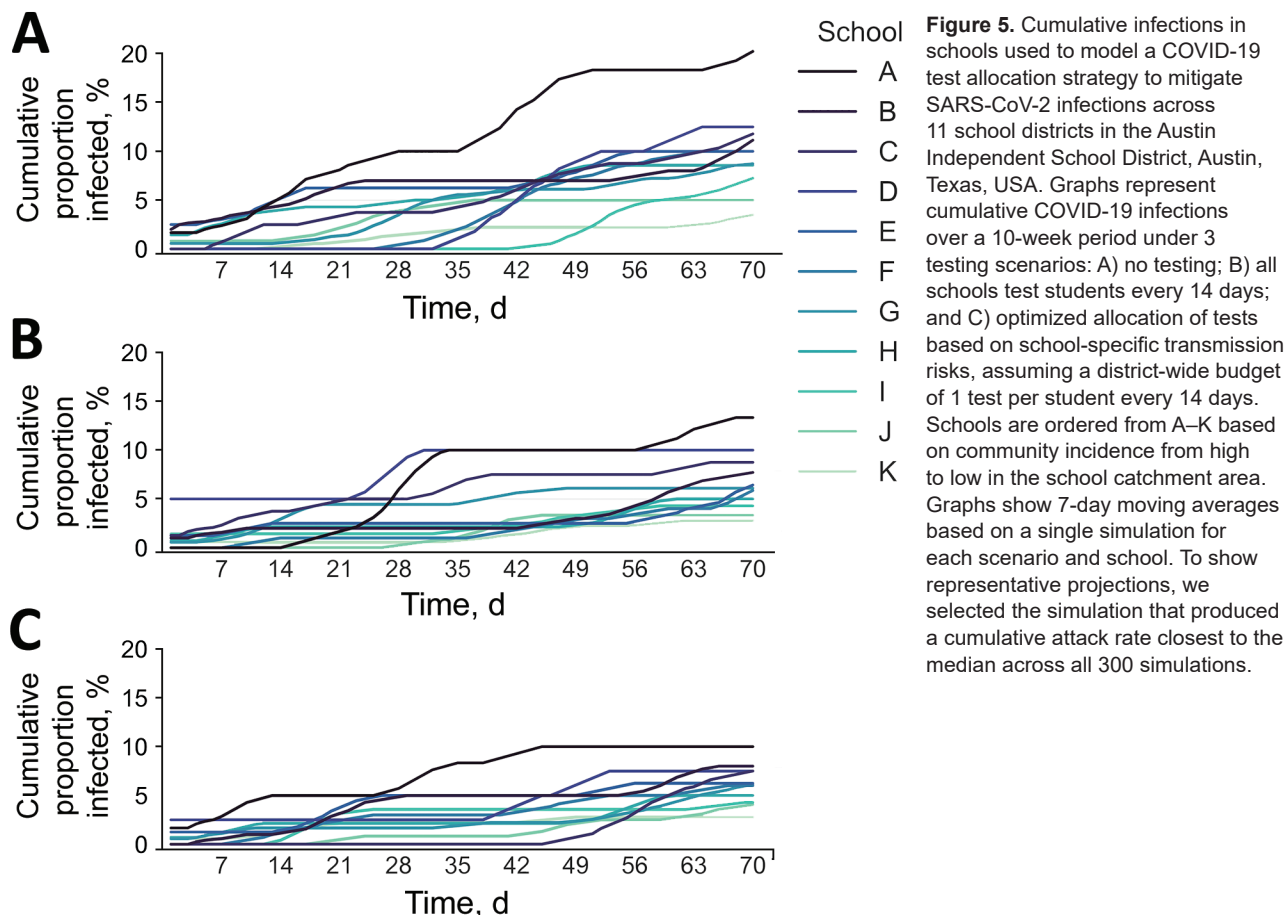 A
Cumulative
proportion
infected, %
20
15
10
5
0
7 14 21 28 35 42 49 56 63 70
Time, d
B
Cumulative
proportion
infected, %
20
15
10
5
0
7 14 21 28 35 42 49 56 63 70
Time, d
C
Cumulative
proportion
infected, %
20
15
10
5
0
7 14 21 28 35 42 49 56 63 70
Time, d
School
A
B
C
D
E
F
G
H
I
J
K
Figure 5. Cumulative infections in
schools used to model a COVID-19
test allocation strategy to mitigate
SARS-CoV-2 infections across
11 school districts in the Austin
Independent School District, Austin,
Texas, USA. Graphs represent
cumulative COVID-19 infections
over a 10-week period under 3
testing scenarios: A) no testing; B) all
schools test students every 14 days;
and C) optimized allocation of tests
based on school-specific transmission
risks, assuming a district-wide budget
of 1 test per student every 14 days.
Schools are ordered from A–K based
on community incidence from high
to low in the school catchment area.
Graphs show 7-day moving averages
based on a single simulation for
each scenario and school. To show
representative projections, we
selected the simulation that produced
a cumulative attack rate closest to the
median across all 300 simulations.